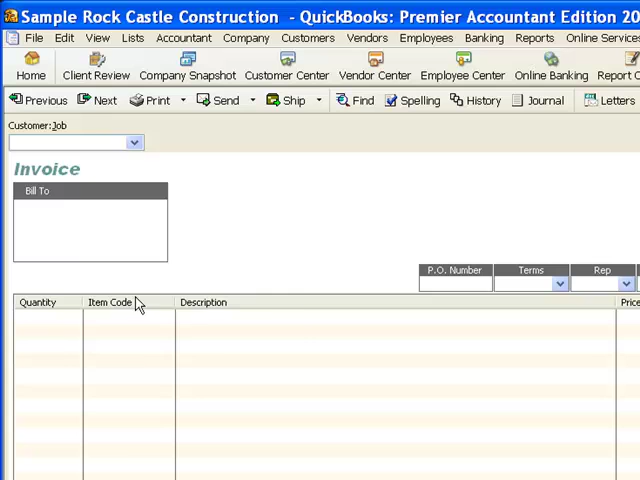 Sample Rock Castle Construction - QuickBooks: Premier Accountant Edition 20
File Edit View Lists Accountant Company Customers Vendors Employees Banking Reports Online Services
Home Client Review Company Snapshot Customer Center Vendor Center Employee Center Online Banking Report C
Previous Next Print Send Ship Find Spelling History Journal Letters
Customer:Job
Invoice
Bill To
P.O. Number Terms Rep
Quantity Item Code Description Price